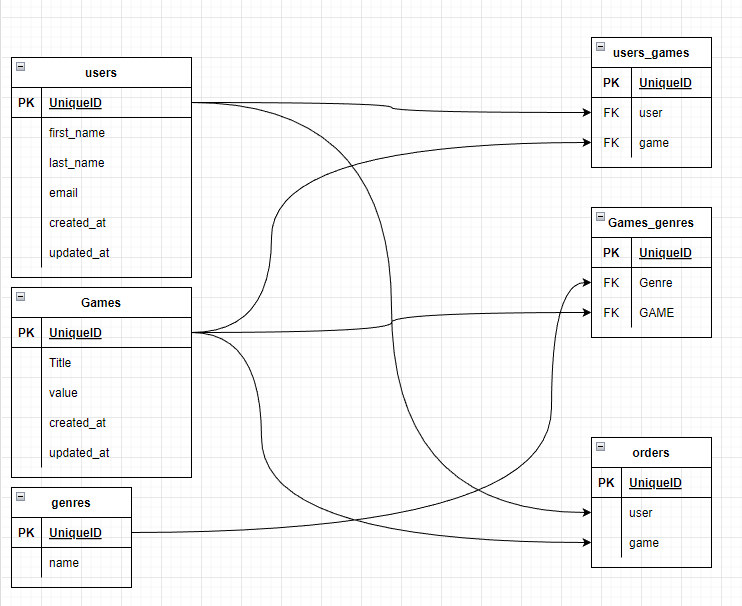 users
PK UniqueID
first_name
last_name
email
created_at
updated_at
Games
PK UniqueID
Title
value
created_at
updated_at
genres
PK UniqueID
name
users_games
PK UniqueID
FK user
FK game
Games_genres
PK UniqueID
FK Genre
FK GAME
orders
PK UniqueID
user
game